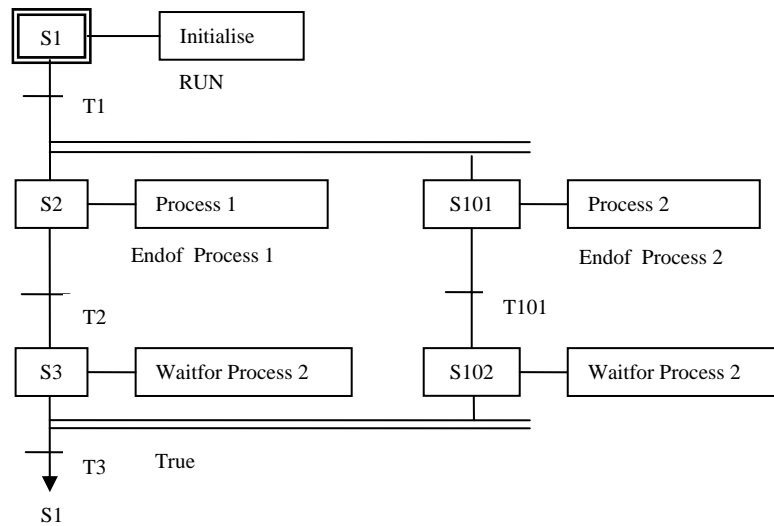 S1 Initialise
RUN
T1
S2 Process 1 S101 Process 2
Endof Process 1 Endof Process 2
T2 T101
S3 Waitfor Process 2 S102 Waitfor Process 2
T3 True
S1